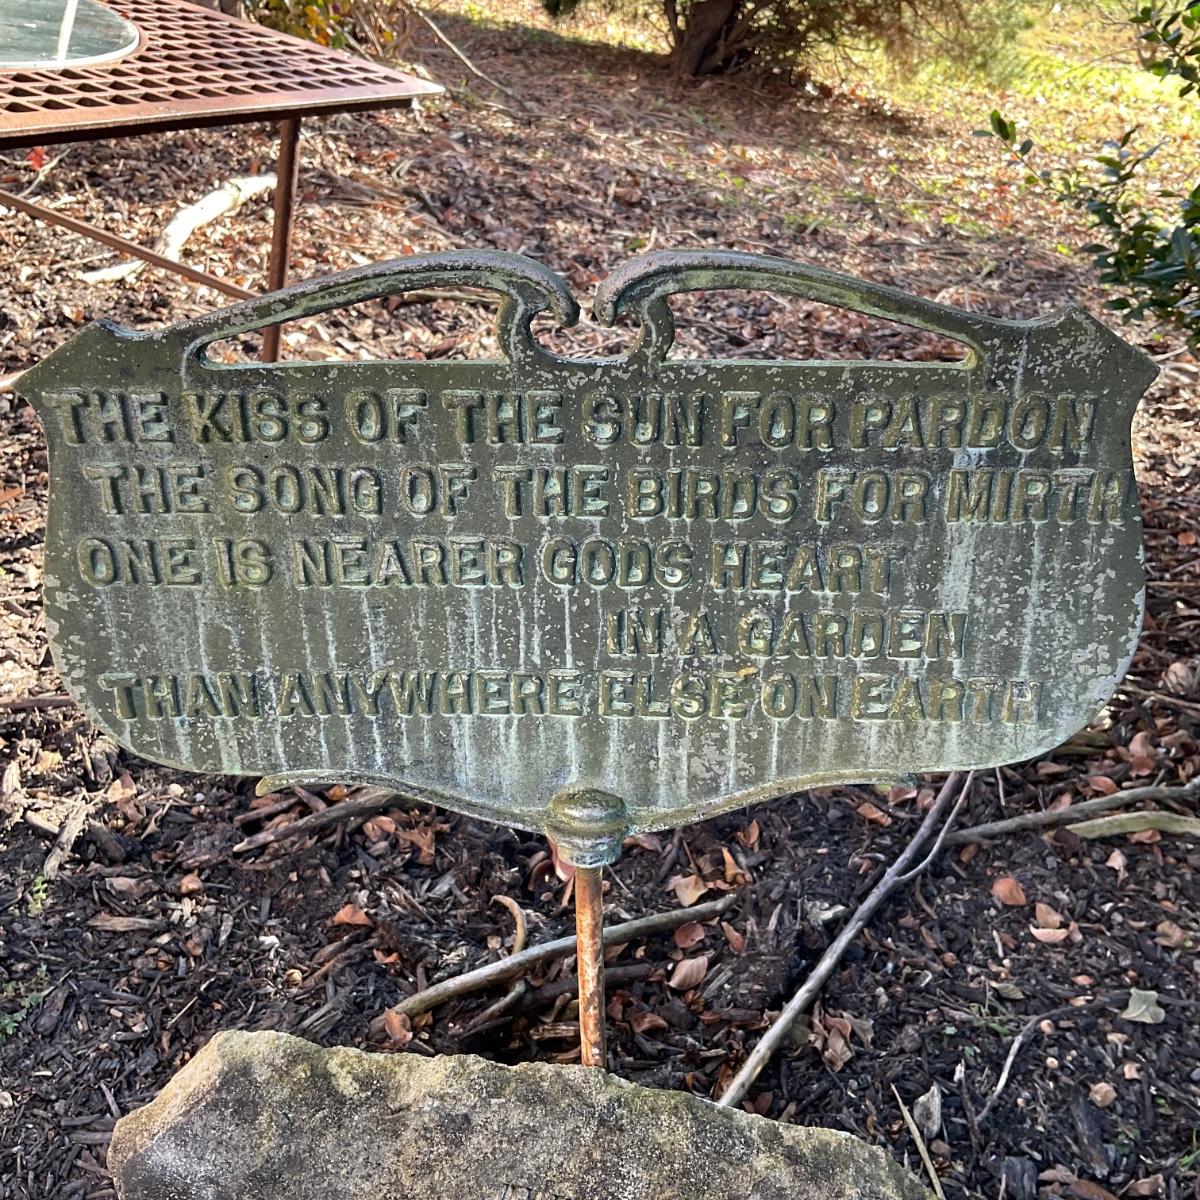 THE KISS OF THE SUN FOR PARDON
THE SONG OF THE BIRDS FOR MIRTH
ONE IS NEARER GODS HEART
IN A GARDEN
THAN ANYWHERE ELSE ON EARTH